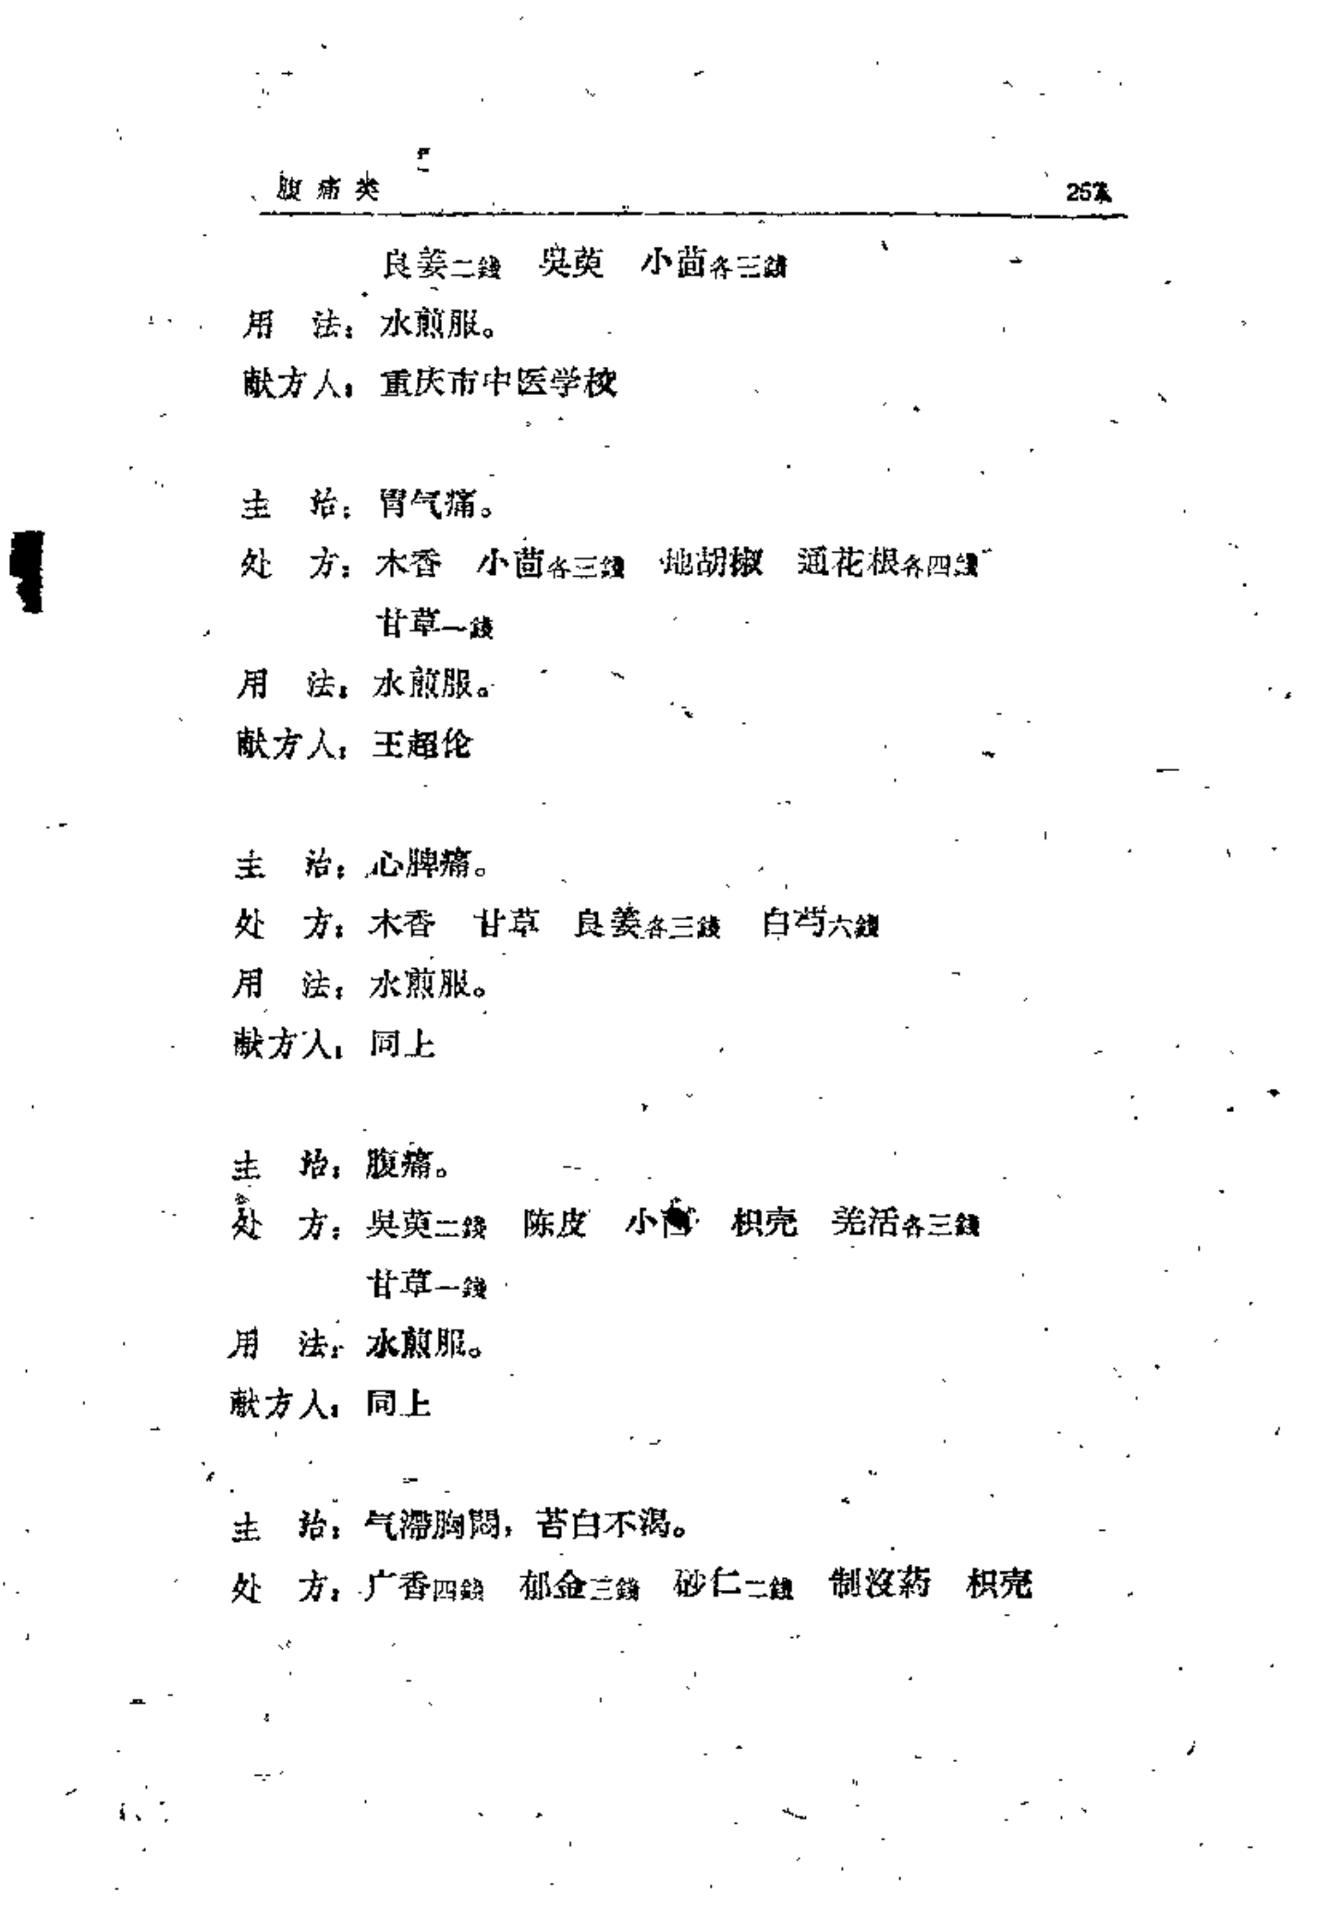 腹痛类
良姜二錢 吳萸 小茴各三錢
用 法：水煎服。
献方人：重庆市中医学校
主 治：胃气痛。
处 方：木香 小茴各三錢 地胡椒 通花根各四錢
甘草一錢
用 法：水煎服。
献方人：王超伦
主 治：心脾痛。
处 方：木香 甘草 良姜各三錢 白芍六錢
用 法：水煎服。
献方人：同上
主 治：腹痛。
处 方：吳萸二錢 陈皮 小茴 枳壳 羌活各三錢
甘草一錢
用 法：水煎服。
献方人：同上
主 治：气滯胸悶，苔白不渴。
处 方：广香四錢 郁金三錢 砂仁二錢 制沒葯 枳壳